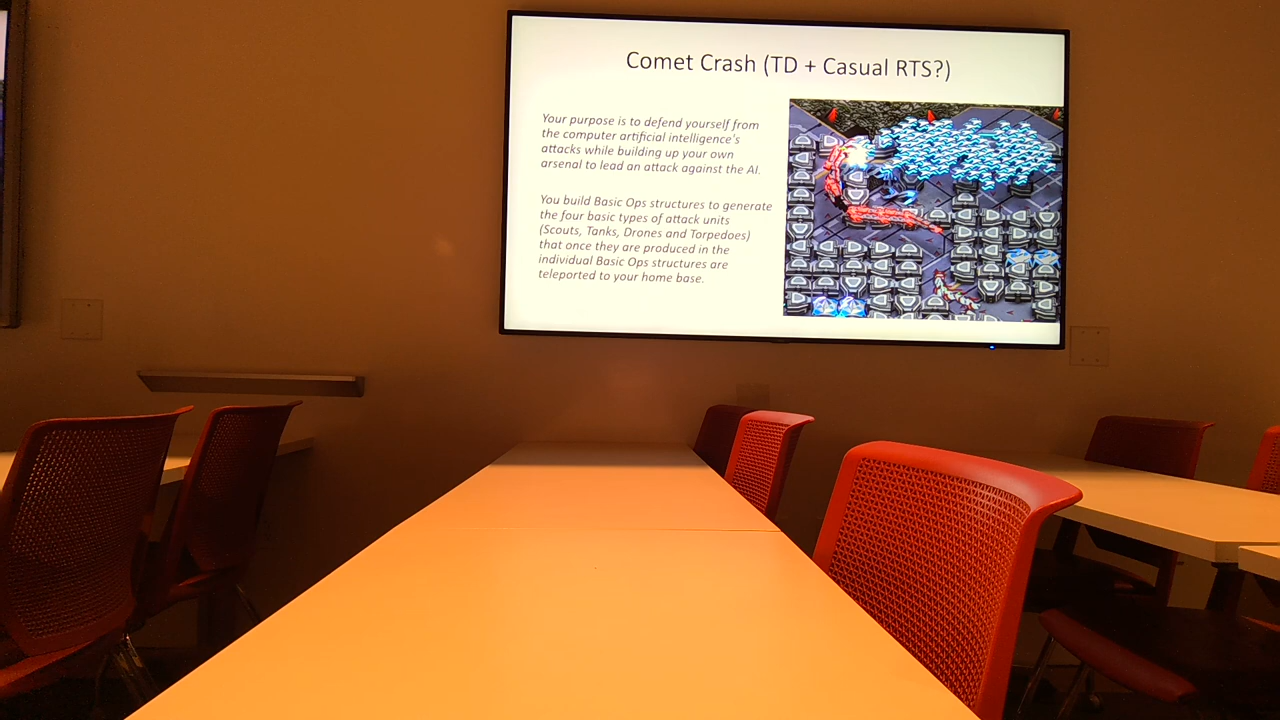 Comet Crash (TD + Casual RTS?)
Your purpose is to defend yourself from
the computer artificial intelligence's
attacks while building up your own
arsenal to lead an attack against the AI.
You build Basic Ops structures to generate
the four basic types of attack units
(Scouts, Tanks, Drones and Torpedoes)
that once they are produced in the
individual Basic Ops structures are
teleported to your home base.